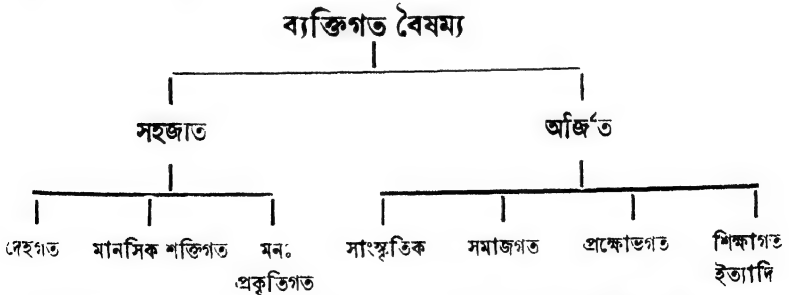 ব্যক্তিগত বৈষম্য
সহজাত অর্জিত
দেহগত মানসিক শক্তিগত মনঃ সাংস্কৃতিক সমাজগত প্রক্ষোভগত শিক্ষাগত
প্রকৃতিগত ইত্যাদি